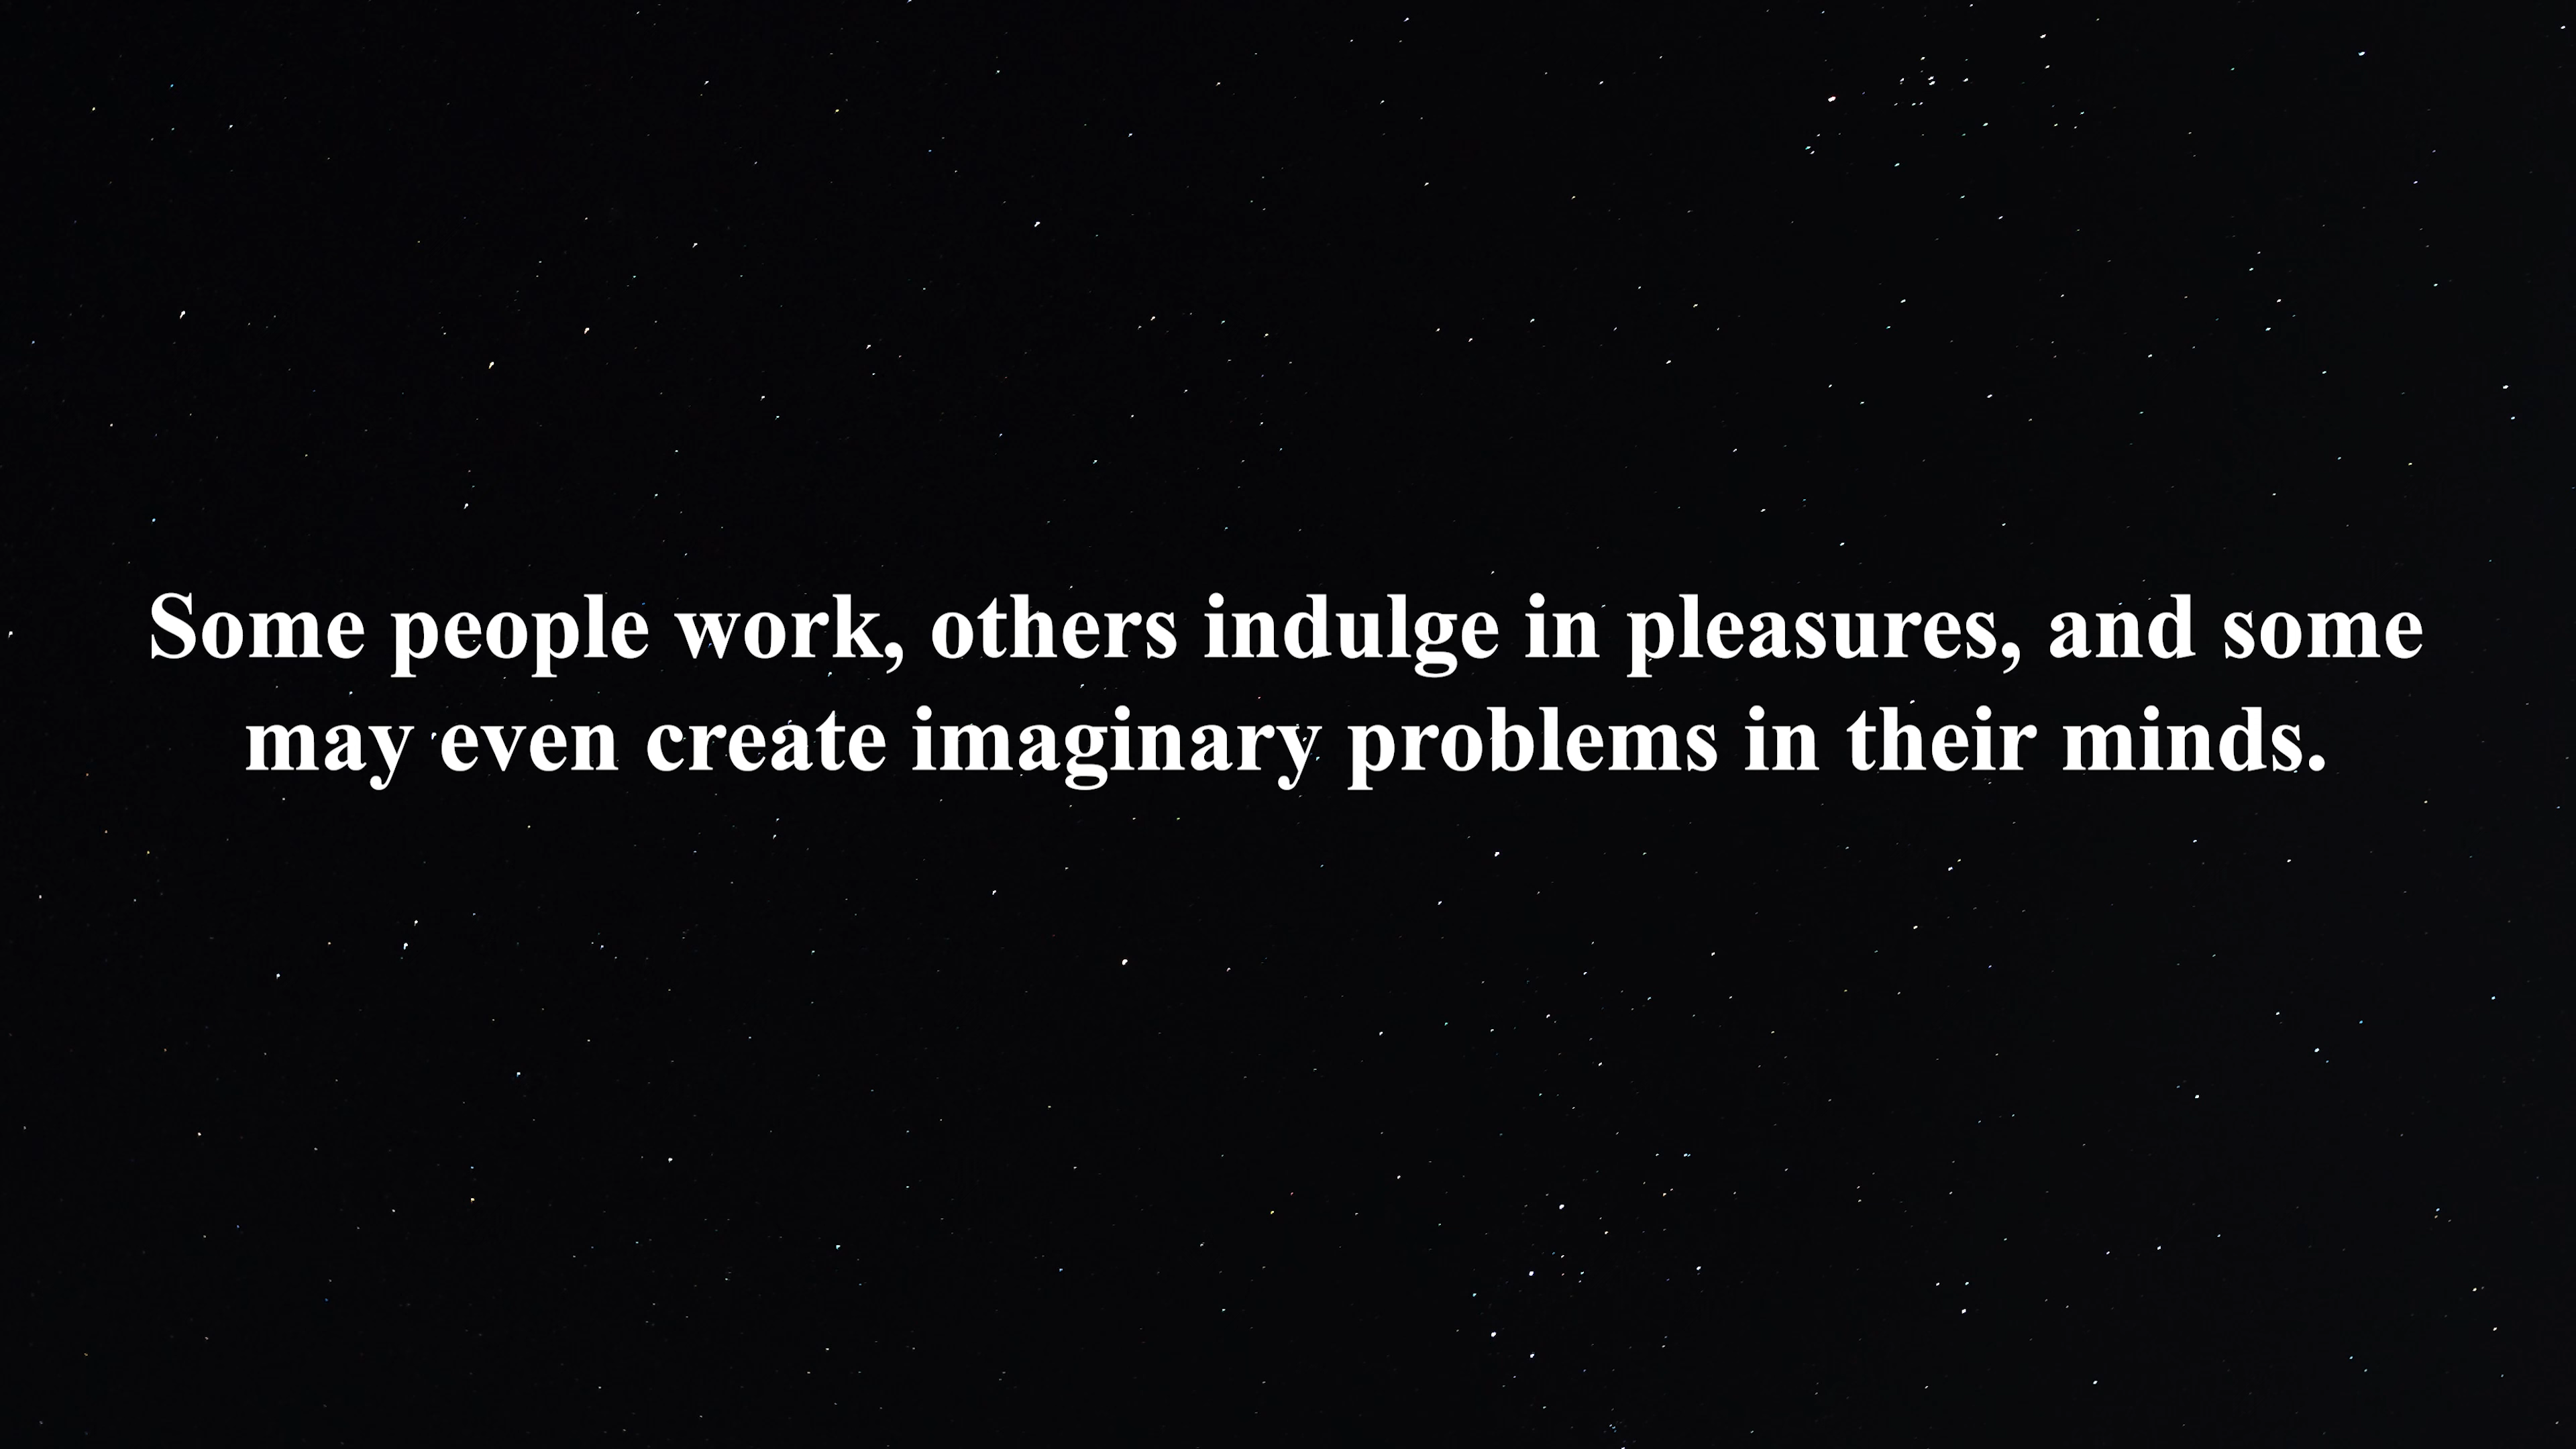 Some people work, others indulge in pleasures, and some
may even create imaginary problems in their minds.